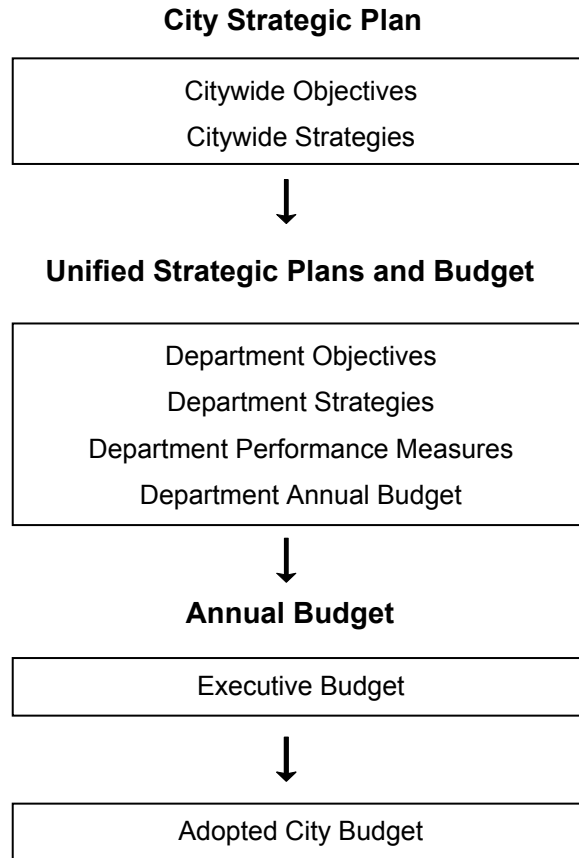 City Strategic Plan
Citywide Objectives
Citywide Strategies
Unified Strategic Plans and Budget
Department Objectives
Department Strategies
Department Performance Measures
Department Annual Budget
Annual Budget
Executive Budget
Adopted City Budget